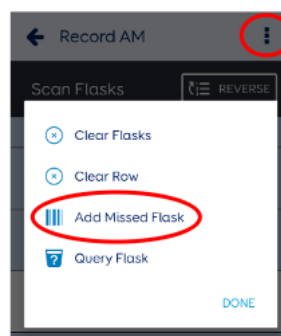 Record AM
Scan Flasks
REVERSE
Clear Flasks
Clear Row
Add Missed Flask
Query Flask
DONE